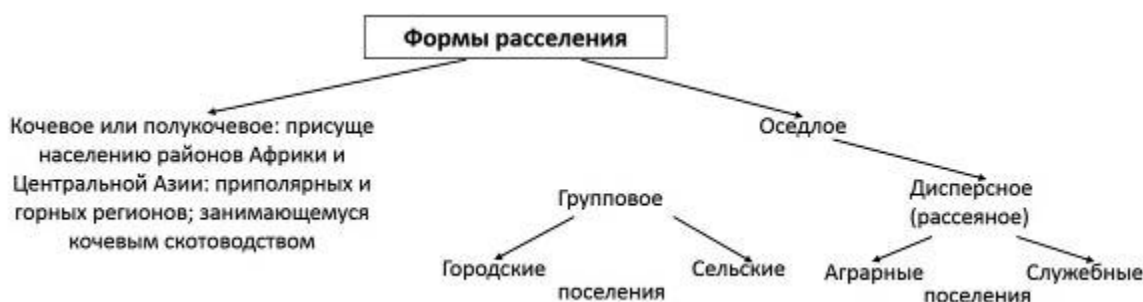 Формы расселения
Кочевое или полукочевое: присуще
населению районов Африки и
Центральной Азии: приполярных и
горных регионов; занимающемуся
кочевым скотоводством
Оседлое
Групповое
Городские
Сельские
поселения
Дисперсное
(рассеяное)
Аграрные
Служебные
поселения